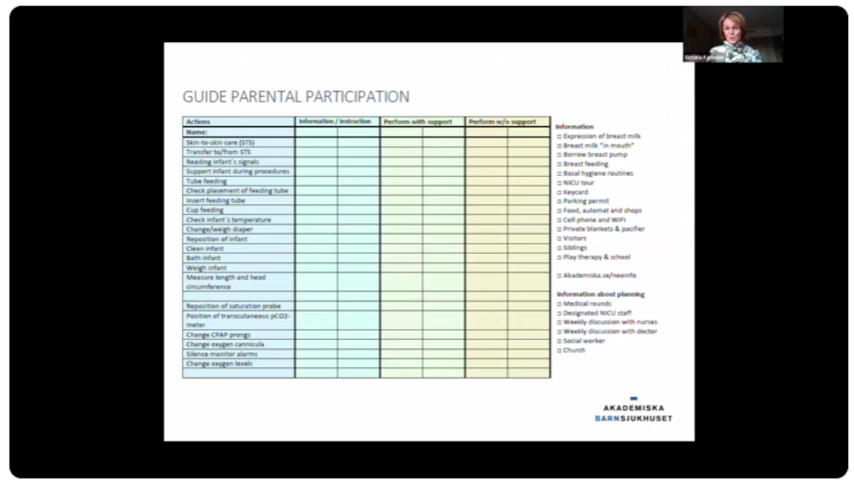 GUIDE PARENTAL PARTICIPATION
Actions
Information / Instruction
Perform with support
Perform w/o support
Name:
Skin-to-skin care (STS)
Transfer to/from STS
Reading infant´s signals
Support infant during procedures
Tube feeding
Check placement of feeding tube
Insert feeding tube
Cup feeding
Check infant´s temperature
Change/weigh diaper
Reposition of infant
Clean infant
Bath infant
Weigh infant
Measure length and head
circumference
Reposition of saturation probe
Position of transcutaneous pCO2-
meter
Change CPAP prongs
Change oxygen cannicula
Silence monitor alarms
Change oxygen levels
Information
□ Expression of breast milk
□ Breast milk "in mouth"
□ Borrow breast pump
□ Breast feeding
□ Basal hygiene routines
□ NICU tour
□ Keycard
□ Parking permit
□ Food, automat and shops
□ Cell phone and WIFI
□ Private blankets & pacifier
□ Visitors
□ Siblings
□ Play therapy & school
□ Akademiska.se/neoinfo
Information about planning
□ Medical rounds
□ Designated NICU staff
□ Weekly discussion with nurses
□ Weekly discussion with doctor
□ Social worker
□ Church
AKADEMISKA
BARNSJUKHUSET